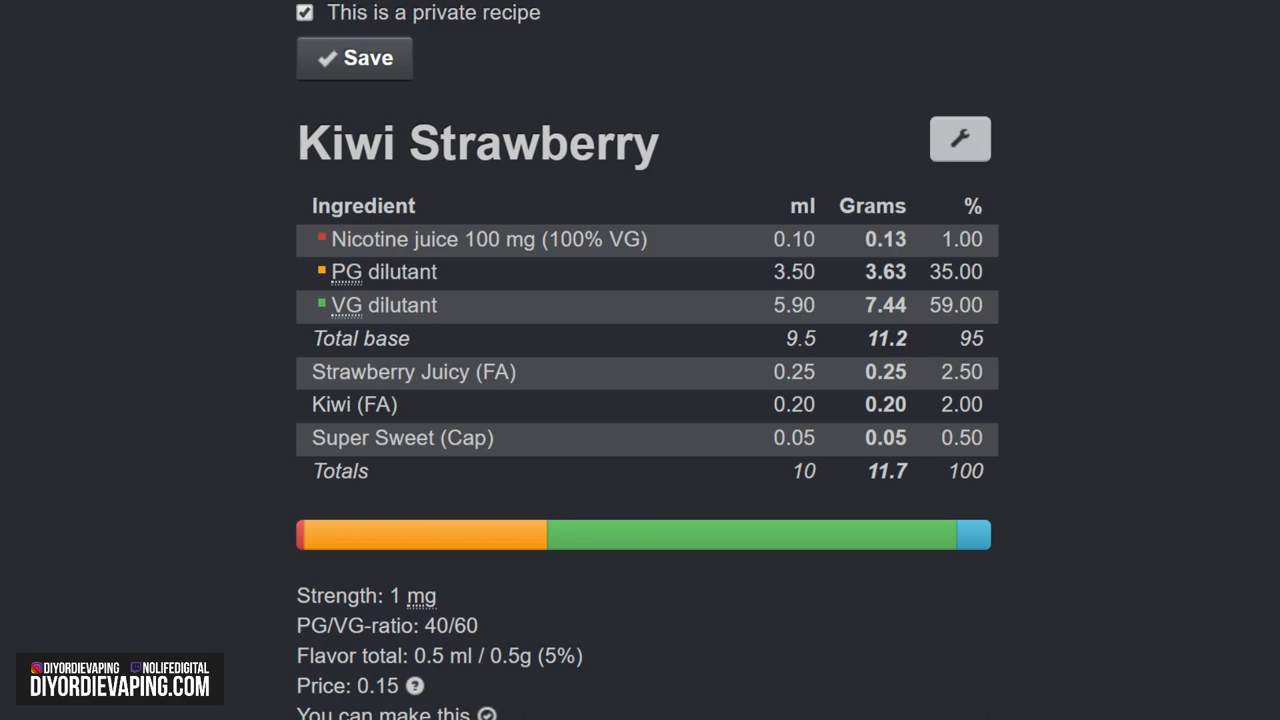 This is a private recipe
Save
Kiwi Strawberry
Ingredient ml Grams %
Nicotine juice 100 mg (100% VG) 0.10 0.13 1.00
PG dilutant 3.50 3.63 35.00
VG dilutant 5.90 7.44 59.00
Total base 9.5 11.2 95
Strawberry Juicy (FA) 0.25 0.25 2.50
Kiwi (FA) 0.20 0.20 2.00
Super Sweet (Cap) 0.05 0.05 0.50
Totals 10 11.7 100
Strength: 1 mg
PG/VG-ratio: 40/60
Flavor total: 0.5 ml / 0.5g (5%)
Price: 0.15 ?
You can make this
DIYORDIEVAPING NOLIFEDIGITAL
DIYORDIEVAPING.COM